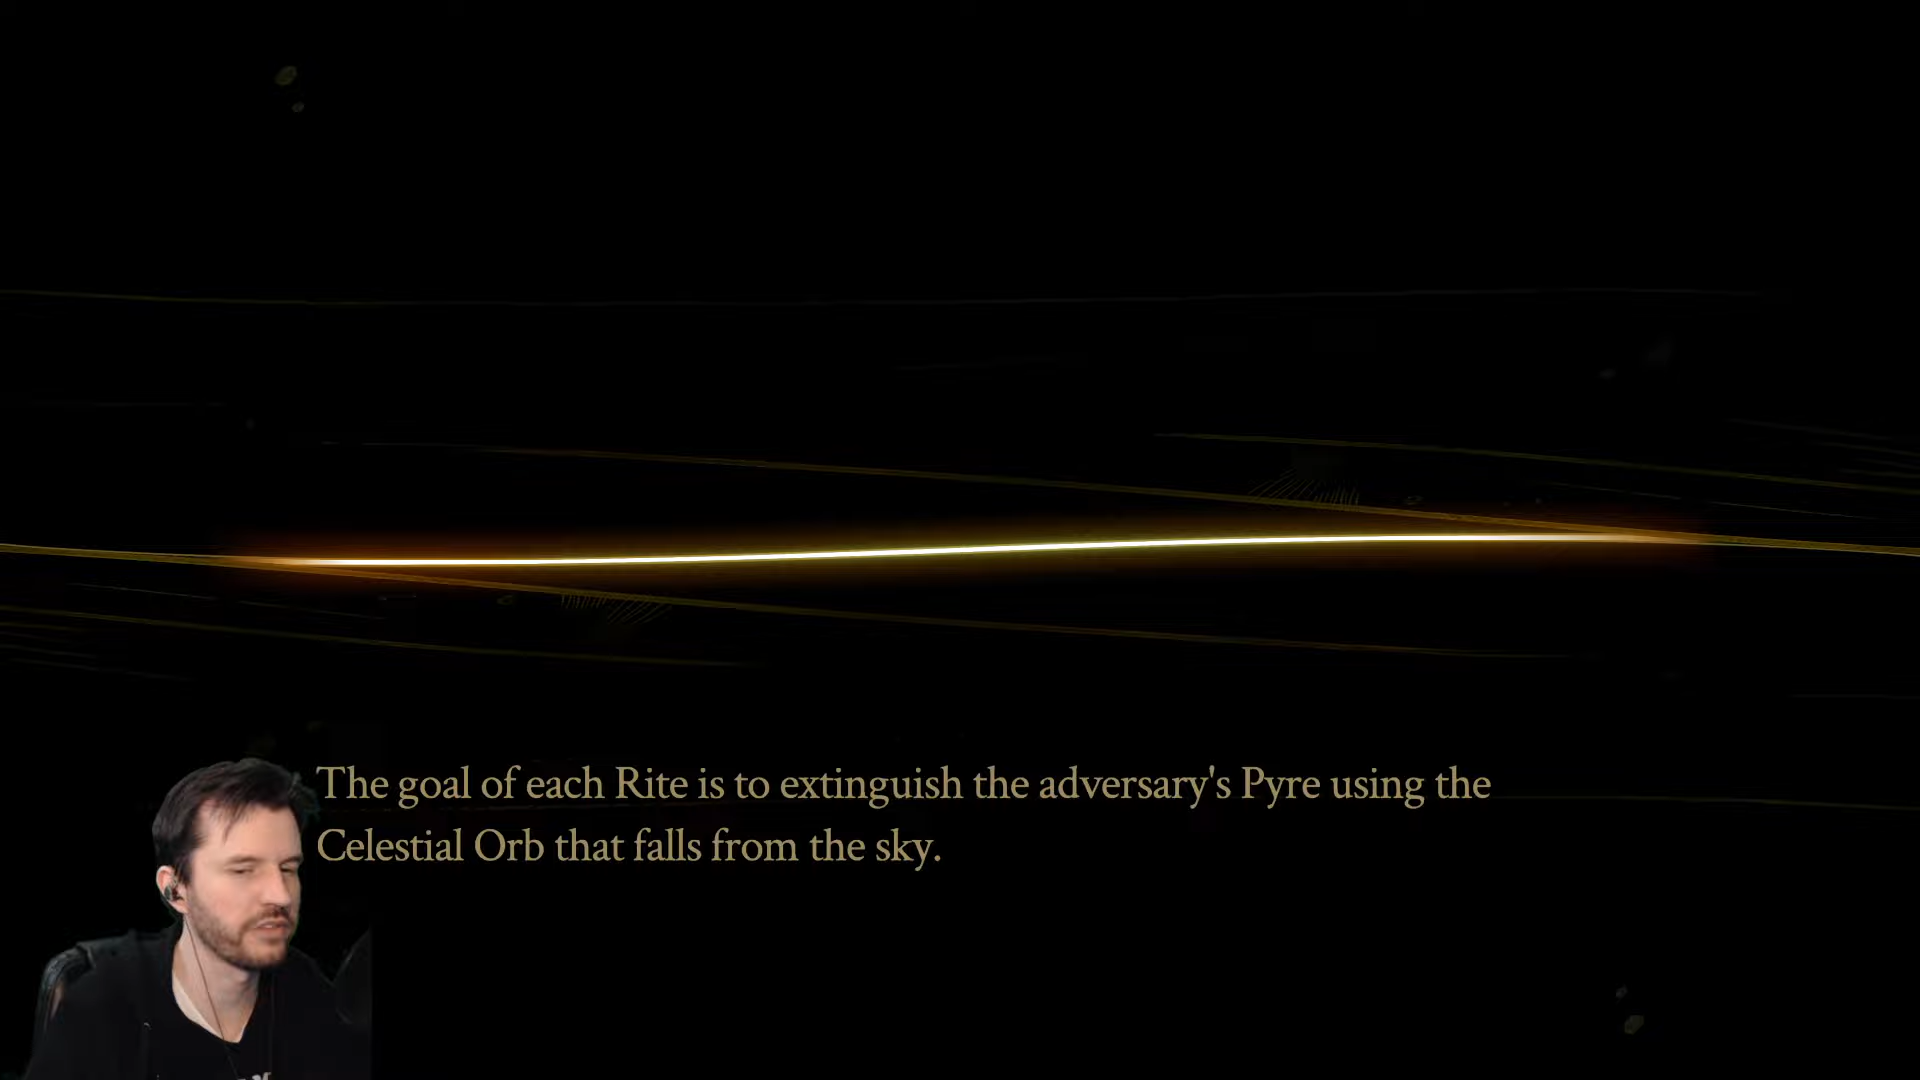 The goal of each Rite is to extinguish the adversary's Pyre using the
Celestial Orb that falls from the sky.